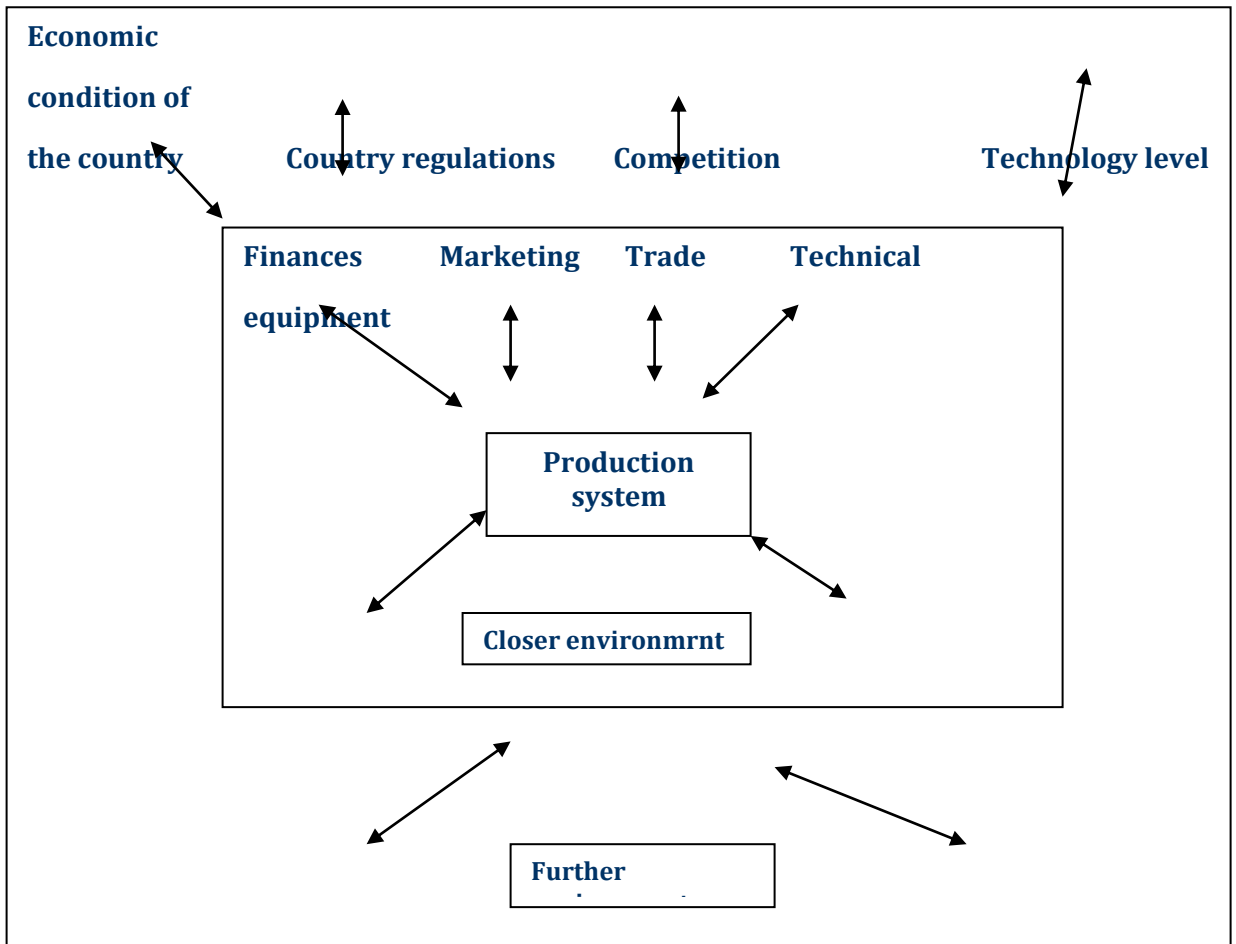 Economic
condition of
the country Country regulations Competition Technology level
Finances Marketing Trade Technical
equipment
Production
system
Closer environmrnt
Further